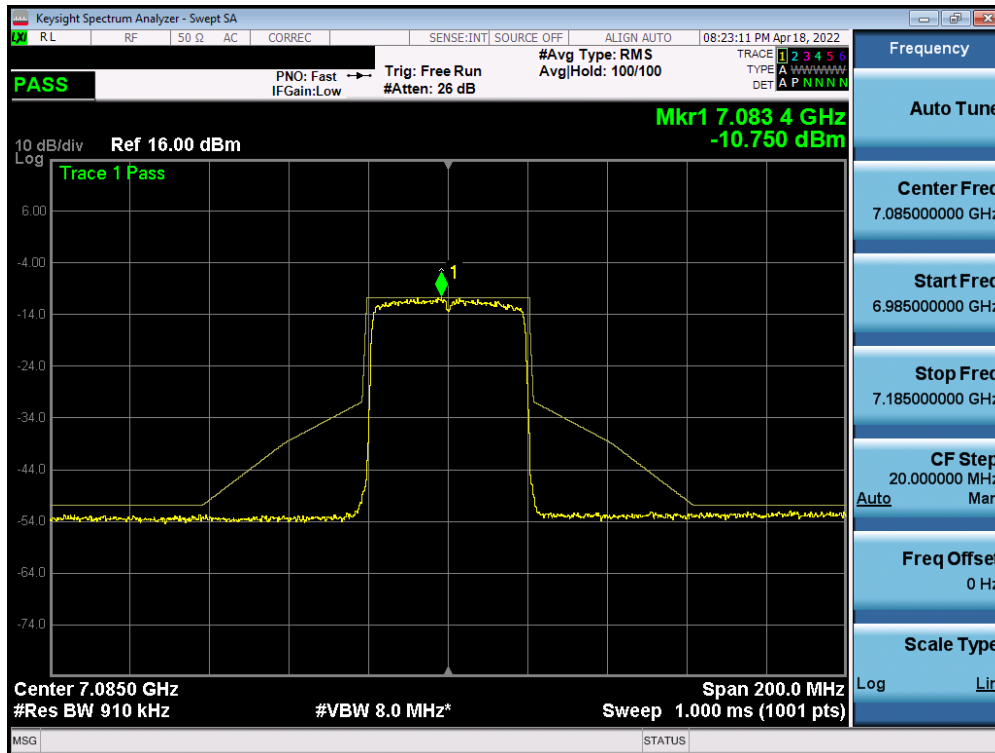 Keysight Spectrum Analyzer - Swept SA
LXI RL RF 50 Ω AC CORREC SENSE:INT SOURCE OFF ALIGN AUTO 08:23:11 PM Apr 18, 2022
PASS
PNO: Fast
IFGain:Low
Trig: Free Run
#Atten: 26 dB
#Avg Type: RMS
Avg|Hold: 100/100
TRACE 1 2 3 4 5 6
TYPE A WWWWW
DET A P N N N N
Mkr1 7.083 4 GHz
-10.750 dBm
10 dB/div Ref 16.00 dBm
Log
Trace 1 Pass
6.00
-4.00
1
-14.0
-24.0
-34.0
-44.0
-54.0
-64.0
-74.0
Center 7.0850 GHz Span 200.0 MHz
#Res BW 910 kHz #VBW 8.0 MHz* Sweep 1.000 ms (1001 pts)
MSG STATUS
Frequency
Auto Tune
Center Freq
7.085000000 GHz
Start Freq
6.985000000 GHz
Stop Freq
7.185000000 GHz
CF Step
20.000000 MHz
Auto Man
Freq Offset
0 Hz
Scale Type
Log Lin